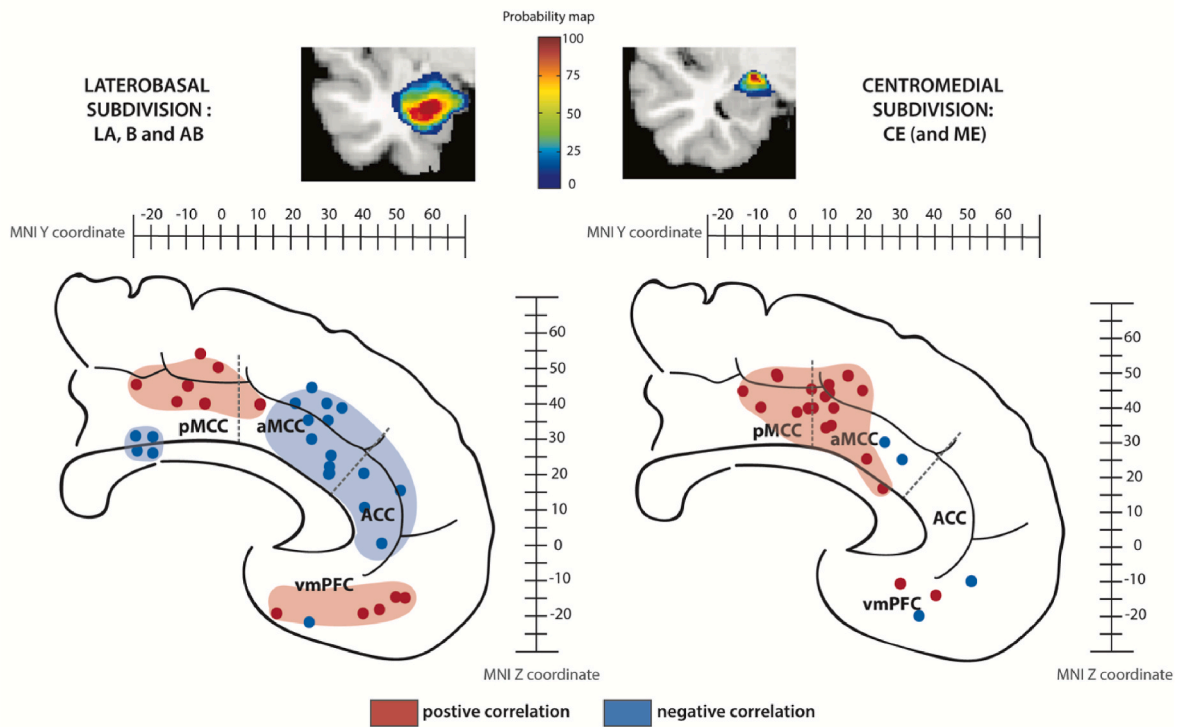 Probability map
100
75
50
25
0
LATEROBASAL
SUBDIVISION :
LA, B and AB
CENTROMEDIAL
SUBDIVISION:
CE (and ME)
-20 -10 0 10 20 30 40 50 60
MNI Y coordinate
-20 -10 0 10 20 30 40 50 60
MNI Y coordinate
60
50
40
30
20
10
0
-10
-20
MNI Z coordinate
pMCC
aMCC
ACC
vmPFC
60
50
40
30
20
10
0
-10
-20
MNI Z coordinate
pMCC
aMCC
ACC
vmPFC
postive correlation
negative correlation